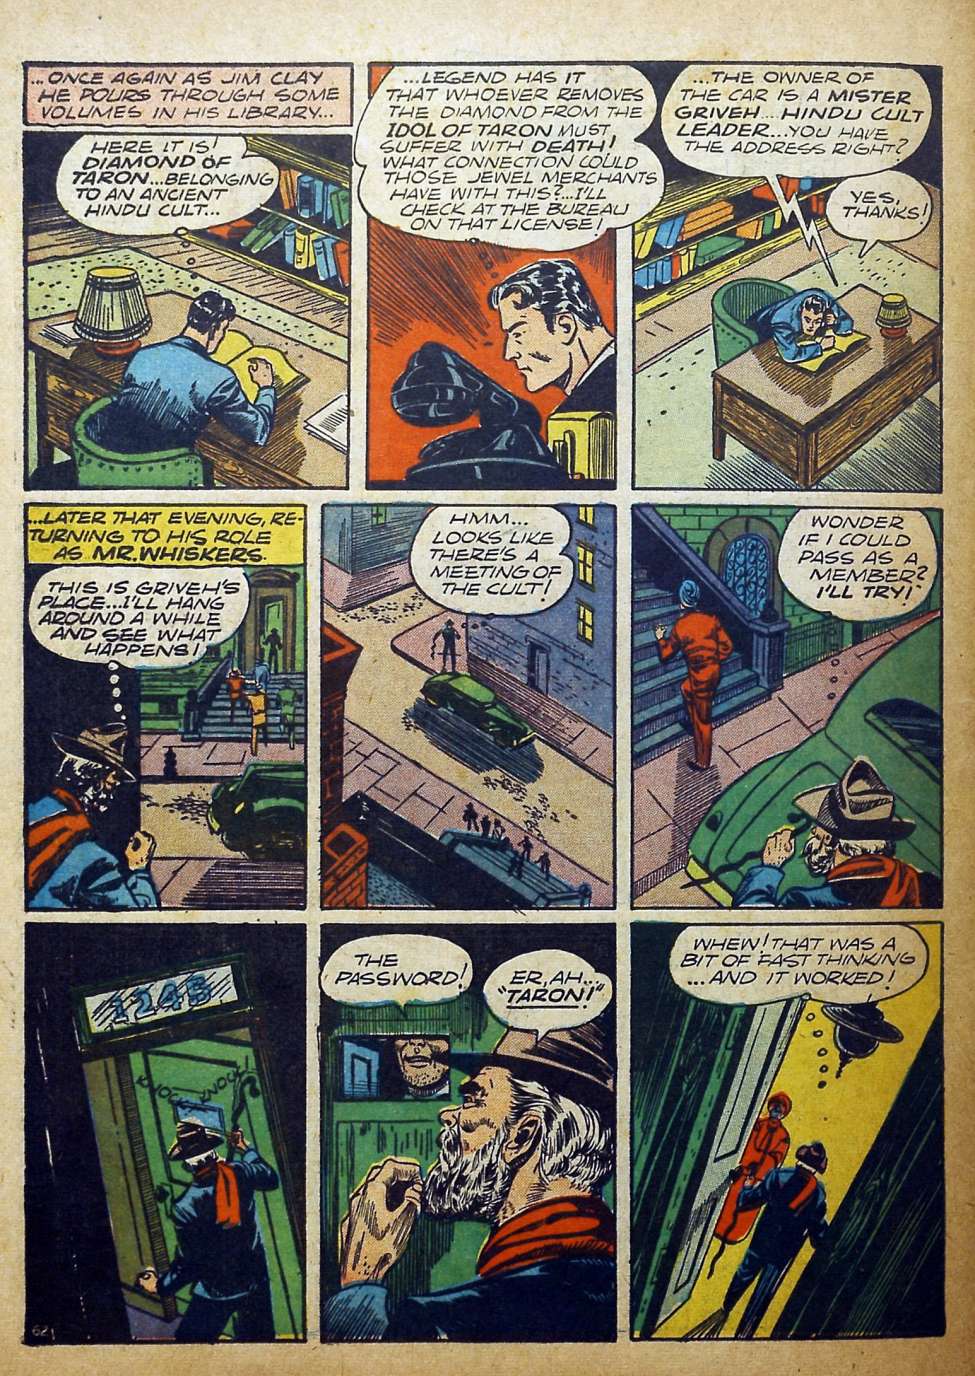 ...ONCE AGAIN AS JIM CLAY
HE POURS THROUGH SOME
VOLUMES IN HIS LIBRARY...
HERE IT IS!
DIAMOND OF
TARON...BELONGING
TO AN ANCIENT
HINDU CULT...
...LEGEND HAS IT
THAT WHOEVER REMOVES
THE DIAMOND FROM THE
IDOL OF TARON MUST
SUFFER WITH DEATH!
WHAT CONNECTION COULD
THOSE JEWEL MERCHANTS
HAVE WITH THIS?...I'LL
CHECK AT THE BUREAU
ON THAT LICENSE!
...THE OWNER OF
THE CAR IS A MISTER
GRIVEH...HINDU CULT
LEADER...YOU HAVE
THE ADDRESS RIGHT?
YES,
THANKS!
...LATER THAT EVENING, RE-
TURNING TO HIS ROLE
AS MR. WHISKERS.
THIS IS GRIVEH'S
PLACE...I'LL HANG
AROUND A WHILE
AND SEE WHAT
HAPPENS!
HMM...
LOOKS LIKE
THERE'S A
MEETING OF
THE CULT!
WONDER
IF I COULD
PASS AS A
MEMBER?
I'LL TRY!
1245
KNOCK KNOCK!
THE
PASSWORD!
ER, AH,..
"TARON!"
WHEW! THAT WAS A
BIT OF FAST THINKING
...AND IT WORKED!
621